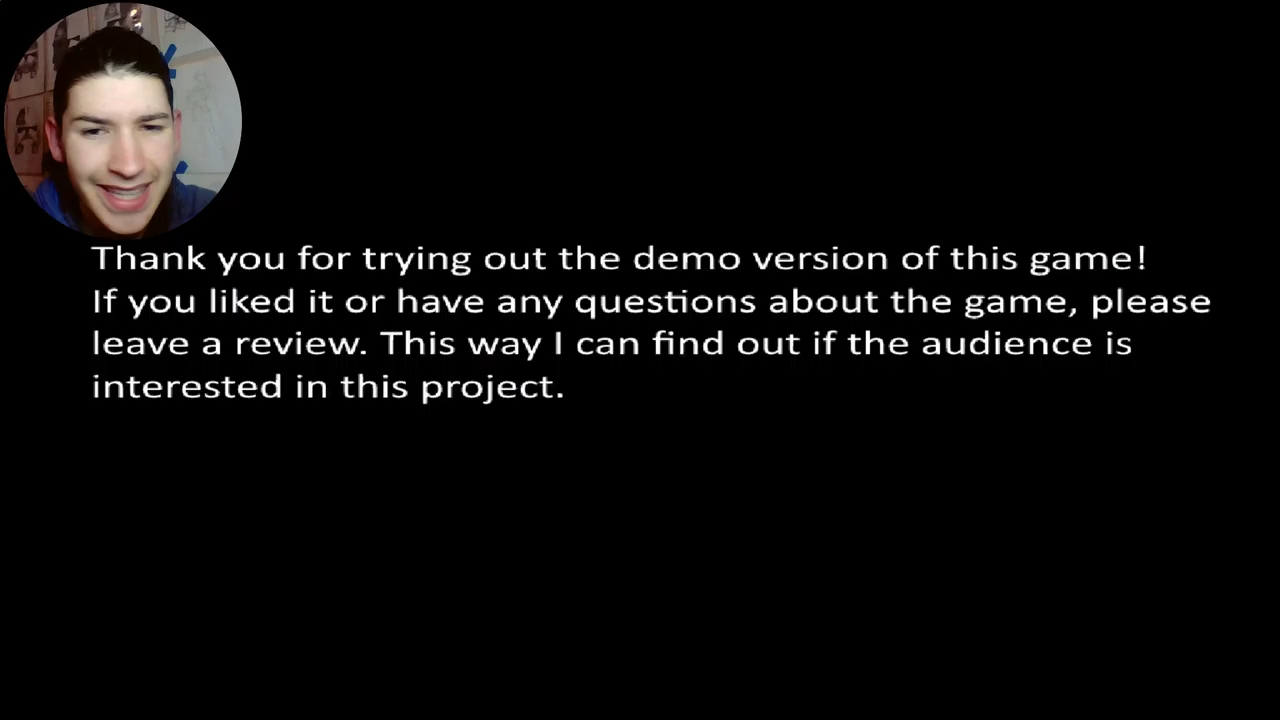 Thank you for trying out the demo version of this game!
If you liked it or have any questions about the game, please
leave a review. This way I can find out if the audience is
interested in this project.